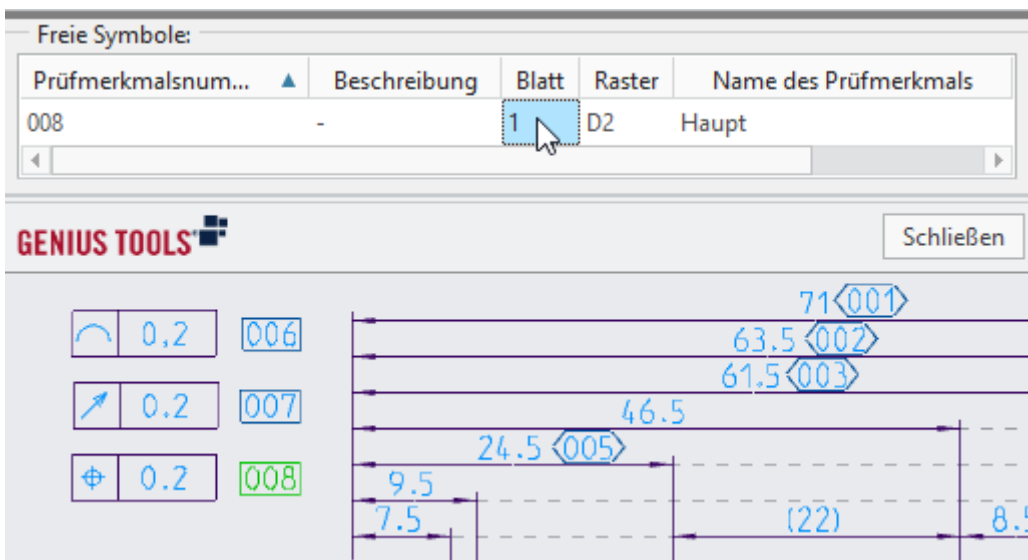 Freie Symbole:
Prüfmerkmalsnum... Beschreibung Blatt Raster Name des Prüfmerkmals
008 - 1 D2 Haupt
GENIUS TOOLS Schließen
71 001
0,2 006
63.5 002
61.5 003
0.2 007
46.5
24.5 005
0.2 008
9.5
7.5 (22) 8.5